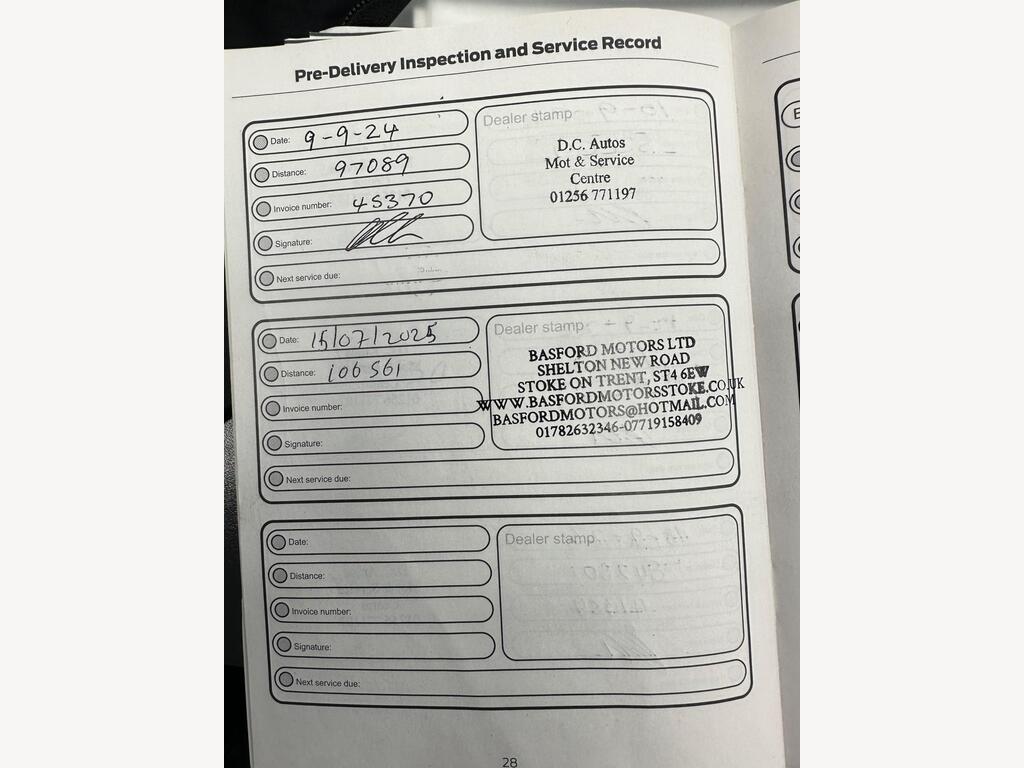 Pre-Delivery Inspection and Service Record
Date: 9-9-24
Distance: 97089
Invoice number: 45370
Signature:
Next service due:
Dealer stamp
D.C. Autos
Mot & Service
Centre
01256 771197
Date: 15/07/2025
Distance: 106561
Invoice number:
Signature:
Next service due:
Dealer stamp
BASFORD MOTORS LTD
SHELTON NEW ROAD
STOKE ON TRENT, ST4 6EW
WWW.BASFORDMOTORSSTOKE.CO.UK
BASFORDMOTORS@HOTMAIL.COM
01782632346-07719158409
Date:
Distance:
Invoice number:
Signature:
Next service due:
Dealer stamp
28